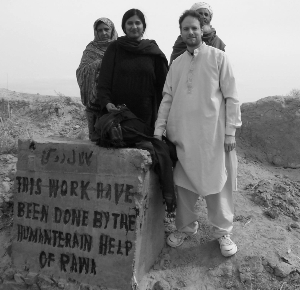 THIS WORK HAVE
BEEN DONE BY THE
HUMANTERAIN HELP
OF RAWA